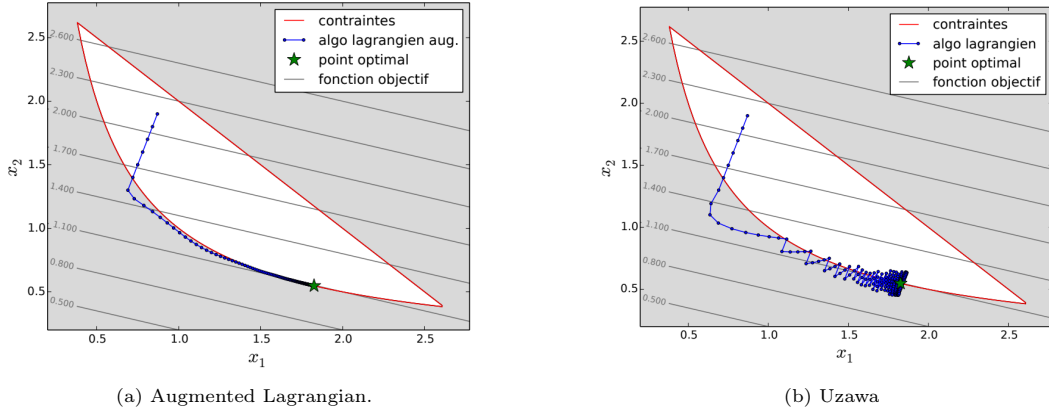 contraintes
algo lagrangien aug.
point optimal
fonction objectif
2.600
2.300
2.000
1.700
1.400
1.100
0.800
0.500
2.5
2.0
1.5
1.0
0.5
x2
0.5 1.0 1.5 2.0 2.5
x1
(a) Augmented Lagrangian.
contraintes
algo lagrangien
point optimal
fonction objectif
2.600
2.300
2.000
1.700
1.400
1.100
0.800
0.500
2.5
2.0
1.5
1.0
0.5
x2
0.5 1.0 1.5 2.0 2.5
x1
(b) Uzawa